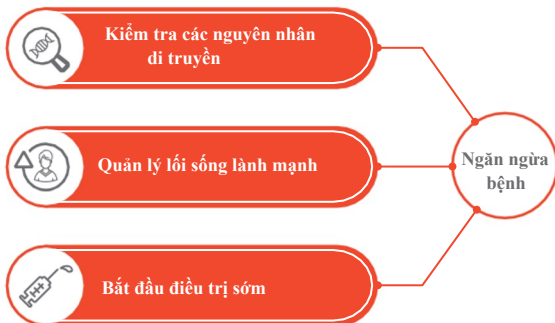 Kiểm tra các nguyên nhân
di truyền
Quản lý lối sống lành mạnh
Ngăn ngừa
bệnh
Bắt đầu điều trị sớm